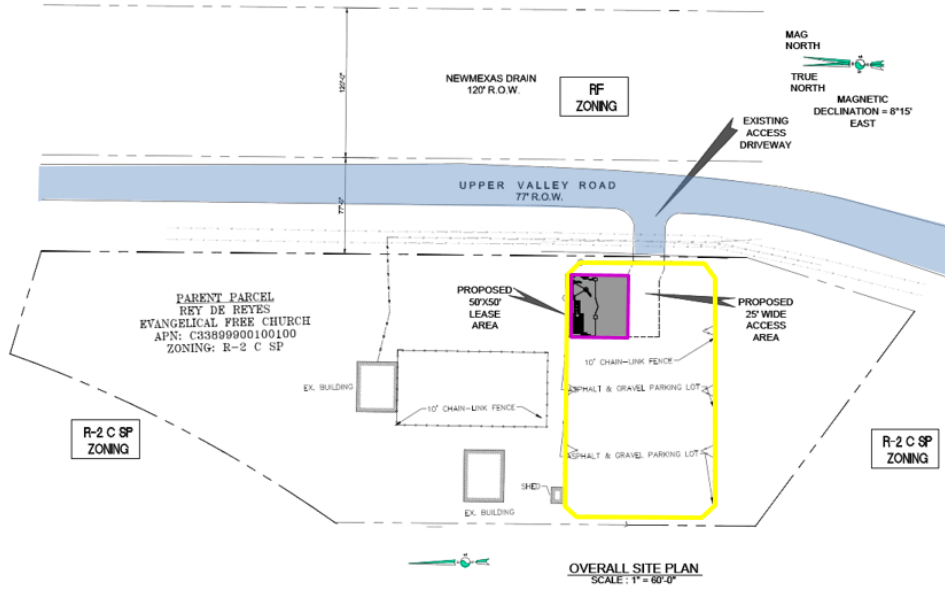 MAG
NORTH
TRUE
NORTH
MAGNETIC
DECLINATION = 8°15'
EAST
120'-0"
NEWMEXAS DRAIN
120' R.O.W.
RF
ZONING
EXISTING
ACCESS
DRIVEWAY
77'-0"
UPPER VALLEY ROAD
77' R.O.W.
PARENT PARCEL
REY DE REYES
EVANGELICAL FREE CHURCH
APN: C33899900100100
ZONING: R-2 C SP
PROPOSED
50'X50'
LEASE
AREA
PROPOSED
25' WIDE
ACCESS
AREA
10' CHAIN-LINK FENCE
EX. BUILDING
ASPHALT & GRAVEL PARKING LOT
10' CHAIN-LINK FENCE
R-2 C SP
ZONING
R-2 C SP
ZONING
ASPHALT & GRAVEL PARKING LOT
SHED
EX. BUILDING
OVERALL SITE PLAN
SCALE : 1" = 60'-0"